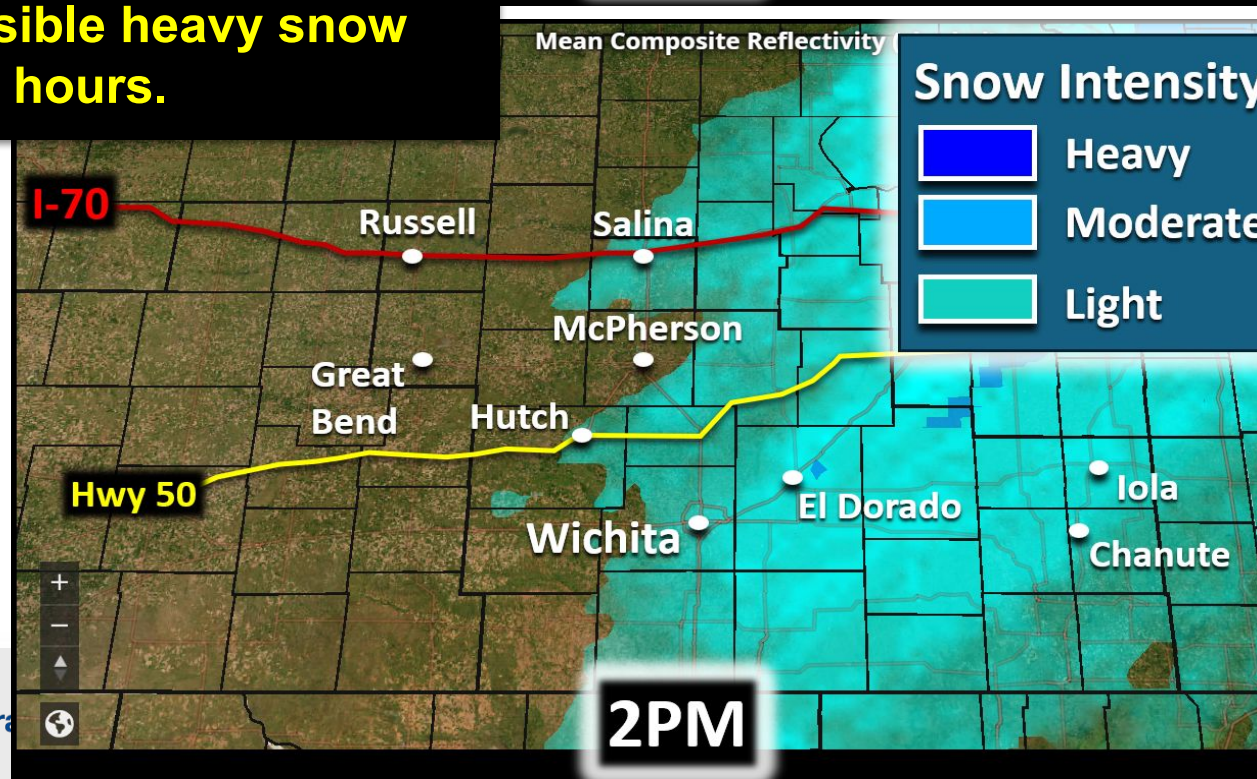 heavy snow
hours.
Mean Composite Reflectivity
Snow Intensity
Heavy
I-70
Moderate
Russell
Salina
Light
McPherson
Great
Bend
Hutch
Hwy 50
El Dorado
Iola
Wichita
Chanute
+
−
2PM